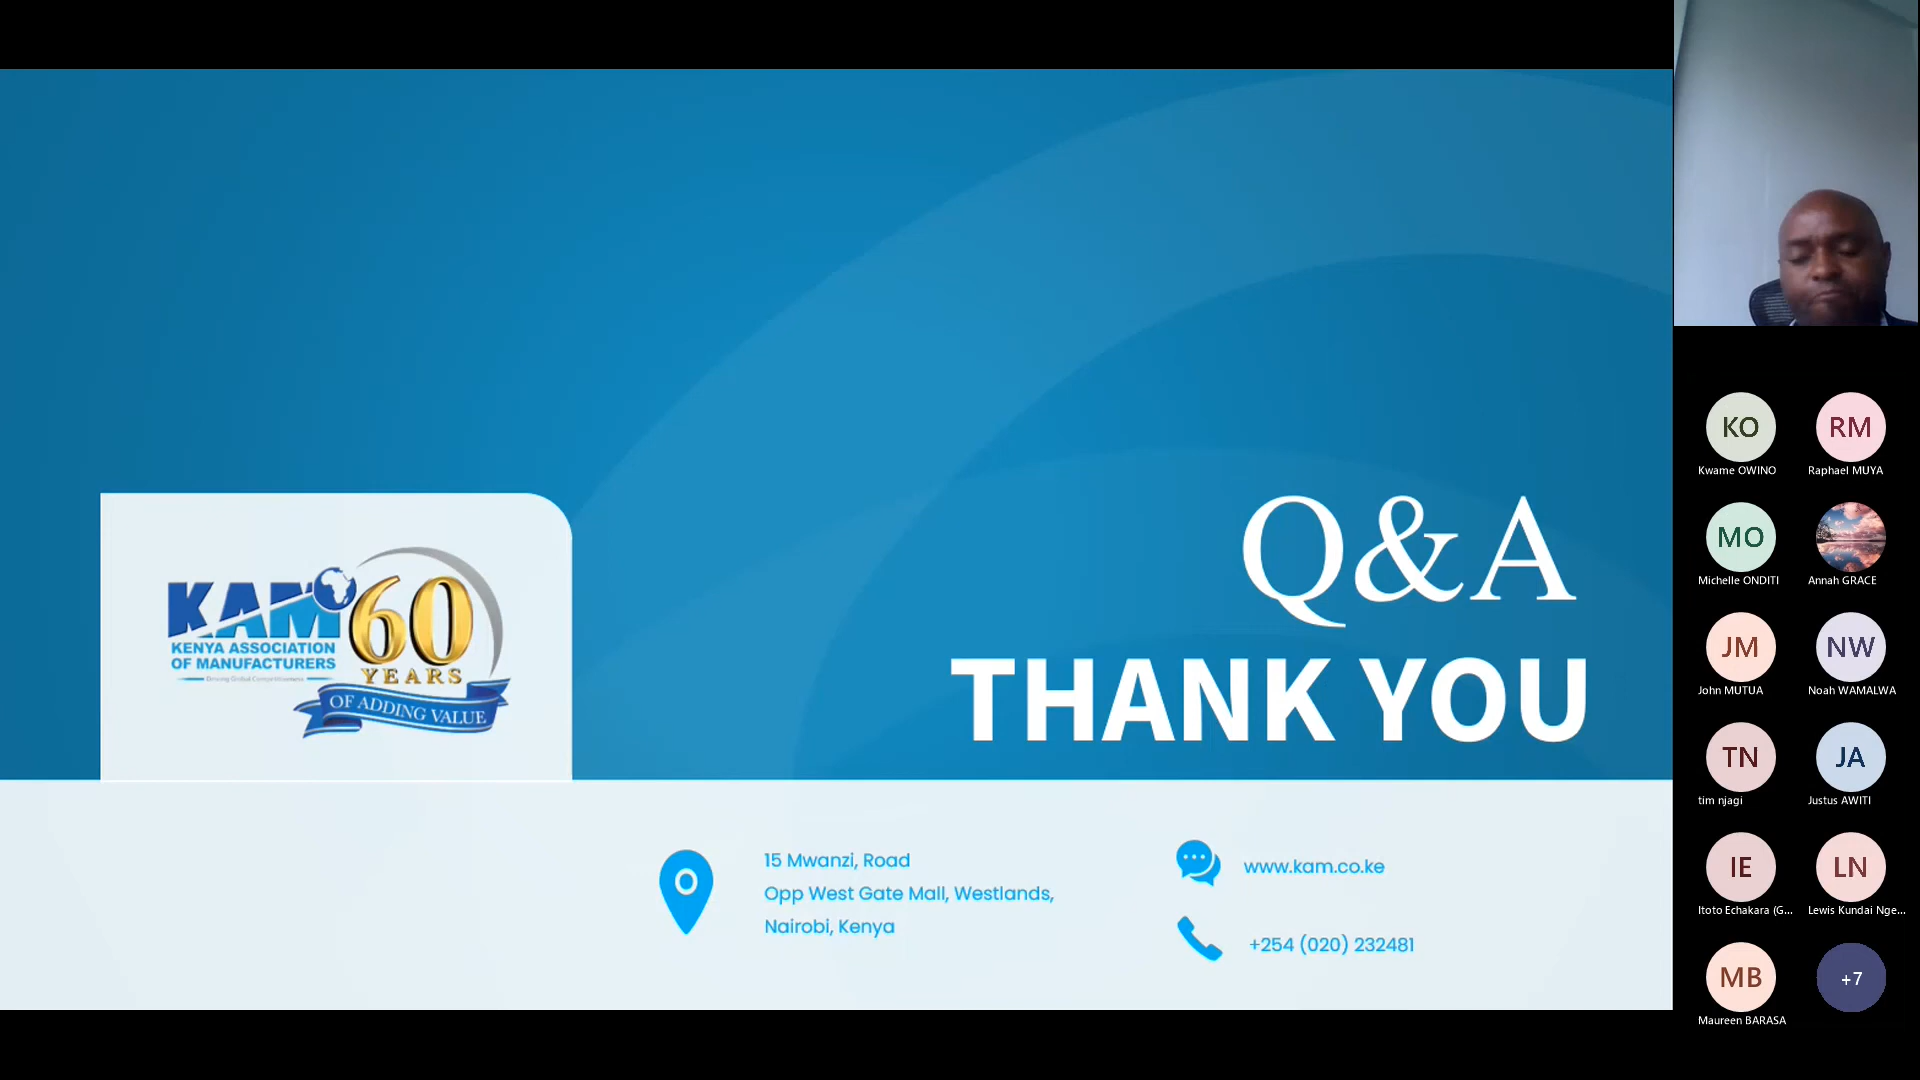 Q&A
THANK YOU
KAM
KENYA ASSOCIATION
OF MANUFACTURERS
Driving Global Competitiveness
60
YEARS
OF ADDING VALUE
15 Mwanzi, Road
Opp West Gate Mall, Westlands,
Nairobi, Kenya
www.kam.co.ke
+254 (020) 232481
KO
Kwame OWINO
RM
Raphael MUYA
MO
Michelle ONDITI
Annah GRACE
JM
John MUTUA
NW
Noah WAMALWA
TN
tim njagi
JA
Justus AWITI
IE
Itoto Echakara (G...
LN
Lewis Kundai Nge...
MB
Maureen BARASA
+7